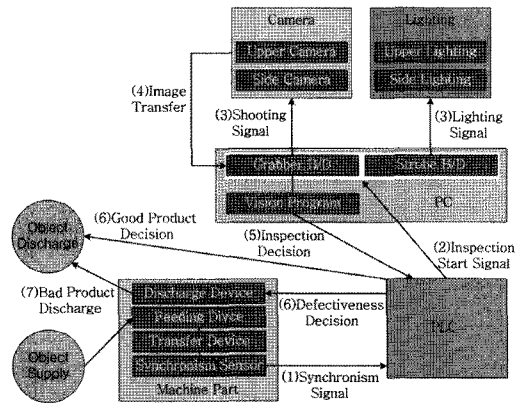 Camera
Upper Camera
Side Camera
Lighting
Upper Lighting
Side Lighting
(4)Image
Transfer
(3)Shooting
Signal
(3)Lighting
Signal
Grabber B/D
Strobe B/D
Vision Program
PC
(6)Good Product
Decision
(5)Inspection
Decision
(2)Inspection
Start Signal
Object
Discharge
(7)Bad Product
Discharge
Discharge Device
Feeding Divce
Transfer Device
Synchronism Sensor
Machine Part
(6)Defectiveness
Decision
PLC
Object
Supply
(1)Synchronism
Signal